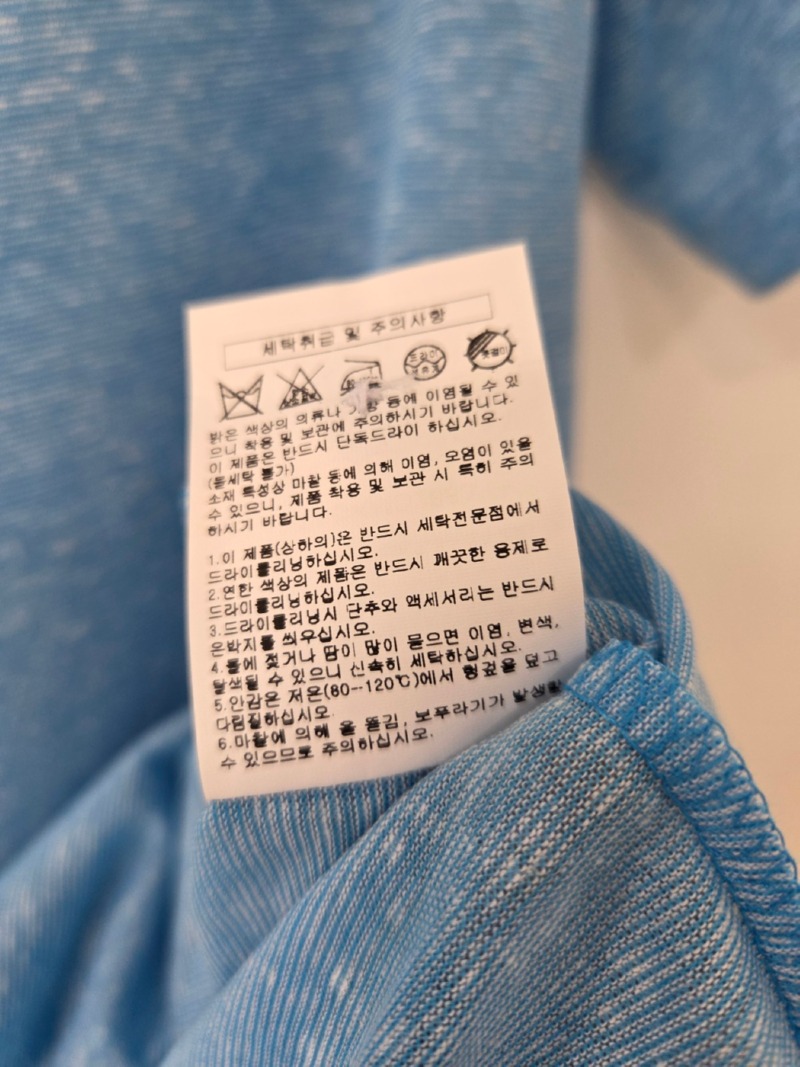 세탁취급 및 주의사항
드라이
옷걸이
밝은 색상의 의류나 가방 등에 이염될 수 있
으니 착용 및 보관에 주의하시기 바랍니다.
이 제품은 반드시 단독드라이 하십시오.
(물세탁 불가)
소재 특성상 마찰 등에 의해 이염, 오염이 있을
수 있으니, 제품 착용 및 보관 시 특히 주의
하시기 바랍니다.
1.이 제품(상하의)은 반드시 세탁전문점에서
드라이클리닝하십시오.
2.연한 색상의 제품은 반드시 깨끗한 용제로
드라이클리닝하십시오.
3.드라이클리닝시 단추와 액세서리는 반드시
은박지를 씌우십시오.
4.물에 젖거나 땀이 많이 묻으면 이염, 변색,
탈색될 수 있으니 신속히 세탁하십시오.
5.안감은 저온(80--120℃)에서 헝겊을 덮고
다림질하십시오
6.마찰에 의해 올 뜯김, 보푸라기가 발생할
수 있으므로 주의하십시오.